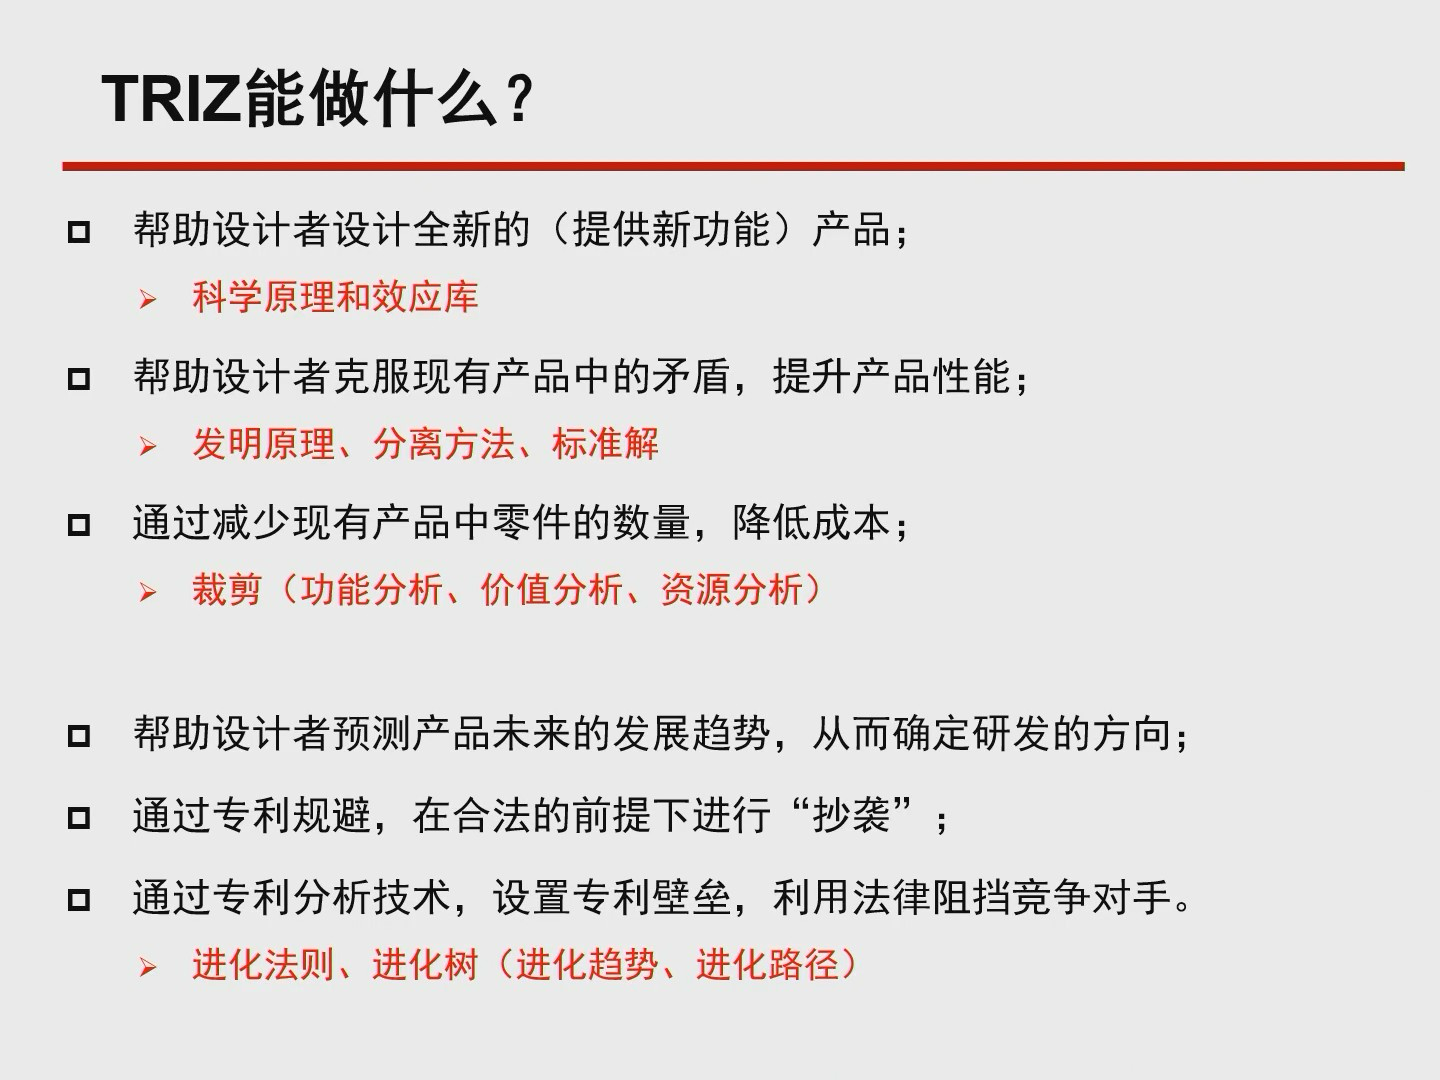 TRIZ能做什么？
帮助设计者设计全新的（提供新功能）产品；
科学原理和效应库
帮助设计者克服现有产品中的矛盾，提升产品性能；
发明原理、分离方法、标准解
通过减少现有产品中零件的数量，降低成本；
裁剪（功能分析、价值分析、资源分析）
帮助设计者预测产品未来的发展趋势，从而确定研发的方向；
通过专利规避，在合法的前提下进行“抄袭”；
通过专利分析技术，设置专利壁垒，利用法律阻挡竞争对手。
进化法则、进化树（进化趋势、进化路径）